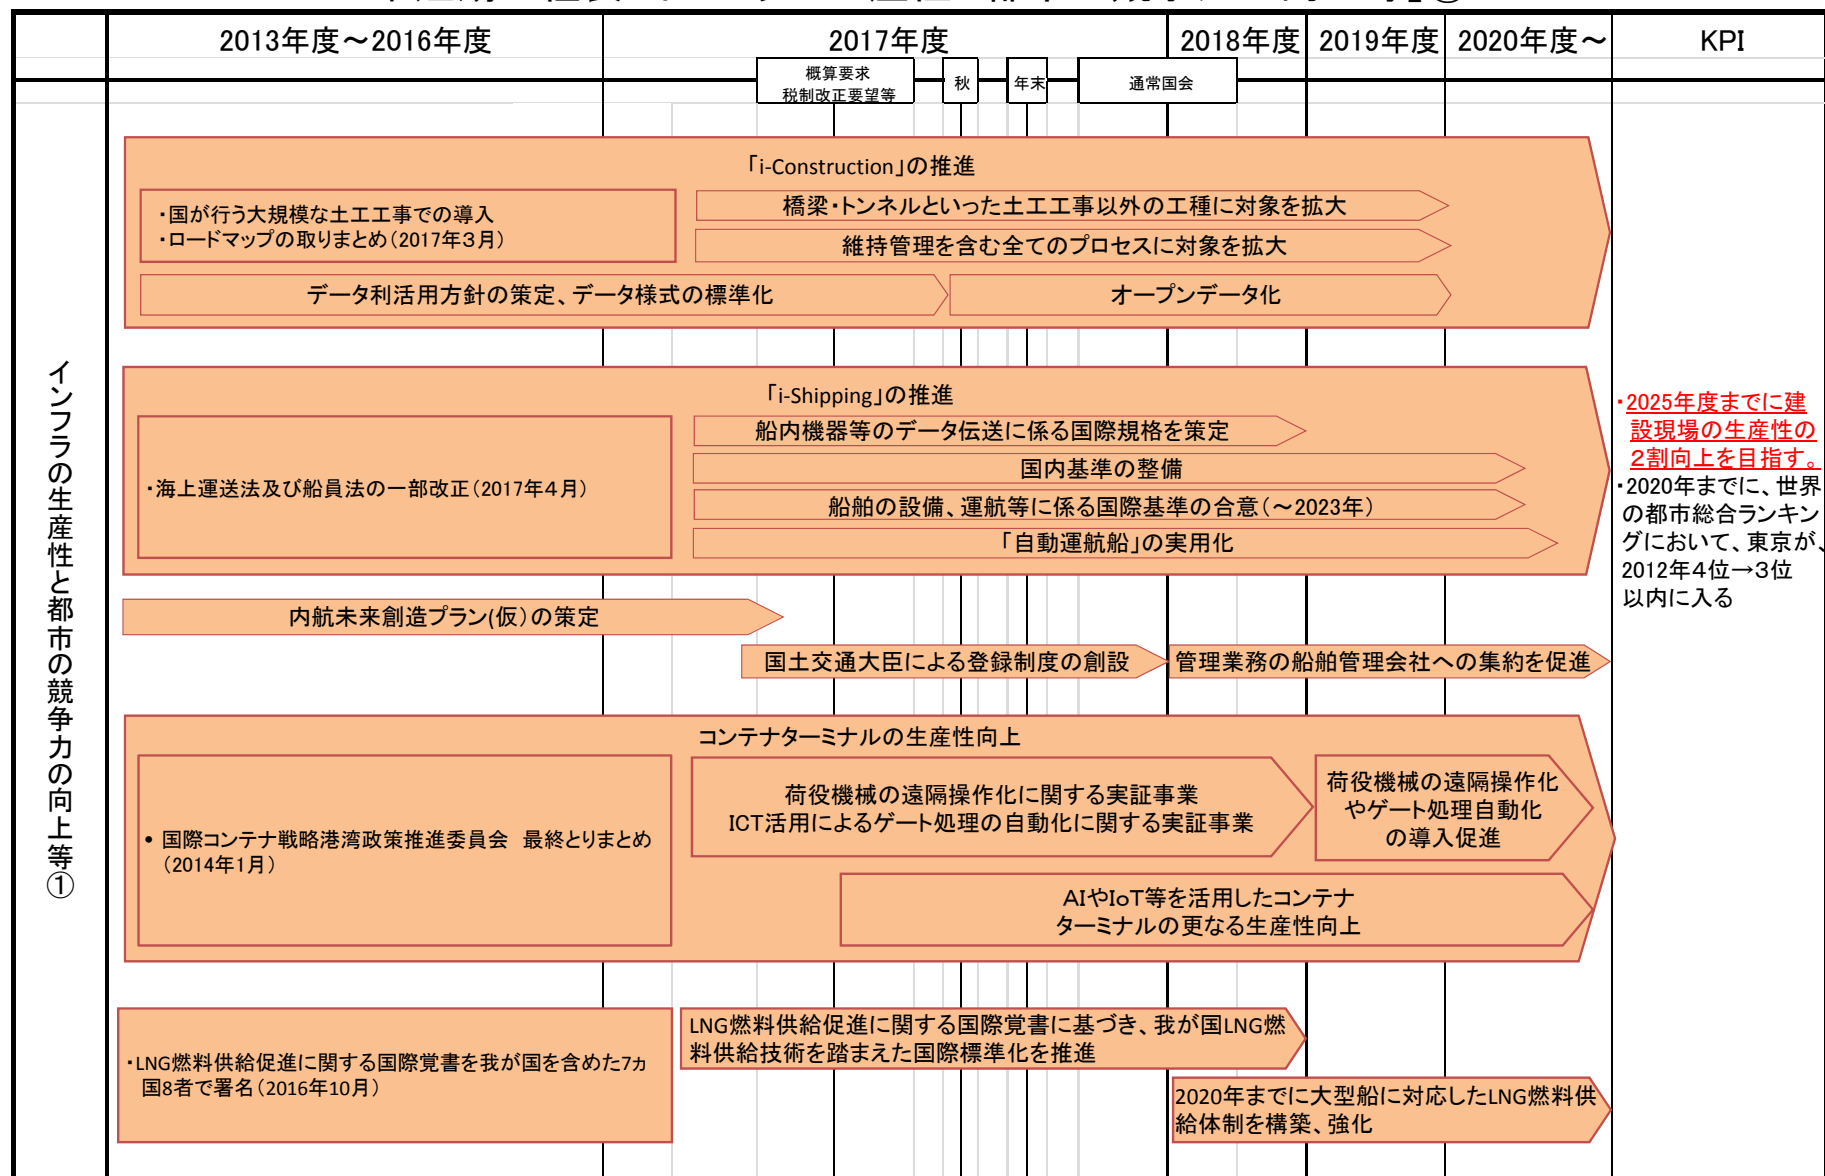 2013年度～2016年度
2017年度
2018年度
2019年度
2020年度～
KPI
概算要求
税制改正要望等
秋
年末
通常国会
インフラの生産性と都市の競争力の向上等①
「i-Construction」の推進
・国が行う大規模な土工工事での導入
・ロードマップの取りまとめ（2017年３月）
橋梁・トンネルといった土工工事以外の工種に対象を拡大
維持管理を含む全てのプロセスに対象を拡大
データ利活用方針の策定、データ様式の標準化
オープンデータ化
「i-Shipping」の推進
・海上運送法及び船員法の一部改正（2017年４月）
船内機器等のデータ伝送に係る国際規格を策定
国内基準の整備
船舶の設備、運航等に係る国際基準の合意（～2023年）
「自動運航船」の実用化
内航未来創造プラン(仮）の策定
国土交通大臣による登録制度の創設
管理業務の船舶管理会社への集約を促進
コンテナターミナルの生産性向上
• 国際コンテナ戦略港湾政策推進委員会　最終とりまとめ
（2014年1月）
荷役機械の遠隔操作化に関する実証事業
ICT活用によるゲート処理の自動化に関する実証事業
荷役機械の遠隔操作化
やゲート処理自動化
の導入促進
AIやIoT等を活用したコンテナ
ターミナルの更なる生産性向上
・LNG燃料供給促進に関する国際覚書を我が国を含めた7ヵ
国8者で署名（2016年10月）
LNG燃料供給促進に関する国際覚書に基づき、我が国LNG燃
料供給技術を踏まえた国際標準化を推進
2020年までに大型船に対応したLNG燃料供
給体制を構築、強化
・2025年度までに建
設現場の生産性の
２割向上を目指す。
・2020年までに、世界
の都市総合ランキン
グにおいて、東京が、
2012年４位→３位
以内に入る